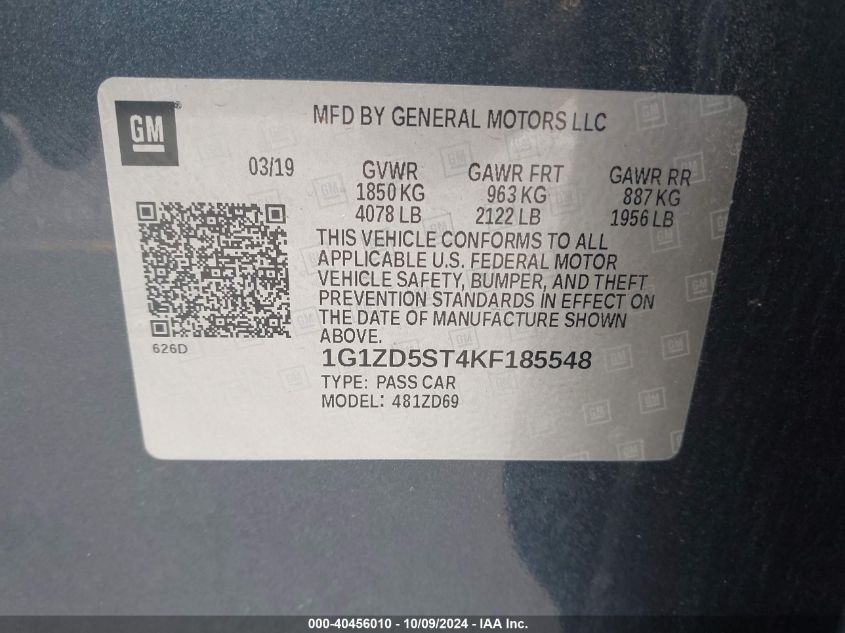 GM
MFD BY GENERAL MOTORS LLC
03/19 GVWR GAWR FRT GAWR RR
1850 KG 963 KG 887 KG
4078 LB 2122 LB 1956 LB
THIS VEHICLE CONFORMS TO ALL
APPLICABLE U.S. FEDERAL MOTOR
VEHICLE SAFETY, BUMPER, AND THEFT
PREVENTION STANDARDS IN EFFECT ON
THE DATE OF MANUFACTURE SHOWN
ABOVE.
626D
1G1ZD5ST4KF185548
TYPE: PASS CAR
MODEL: 481ZD69
000-40456010 - 10/09/2024 - IAA Inc.